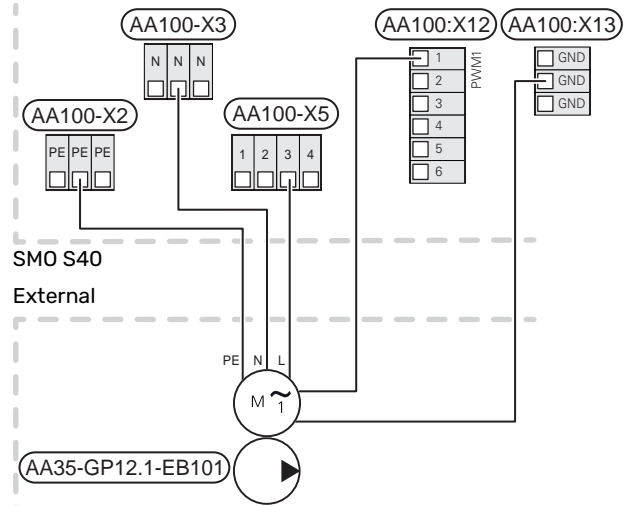 AA100-X3
AA100:X12
AA100:X13
N N N
1
2
3
4
5
6
PWM1
GND
GND
GND
AA100-X2
PE PE PE
AA100-X5
1 2 3 4
SMO S40
External
PE N L
M ~ 1
AA35-GP12.1-EB101